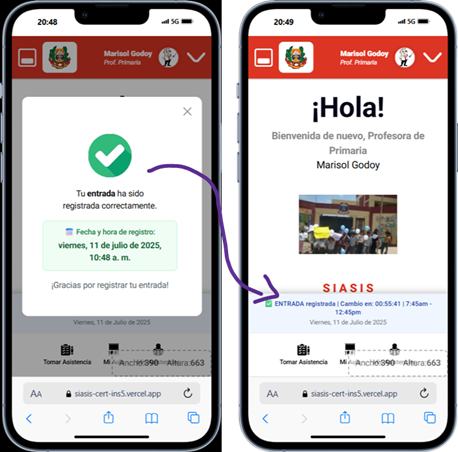 20:48
5G
Marisol Godoy
Prof. Primaria
Tu entrada ha sido
registrada correctamente.
Fecha y hora de registro:
viernes, 11 de julio de 2025,
10:48 a. m.
¡Gracias por registrar tu entrada!
Viernes, 11 de Julio de 2025
Tomar Asistencia
Ancho:390 Altura:663
AA siasis-cert-ins5.vercel.app
20:49
5G
Marisol Godoy
Prof. Primaria
¡Hola!
Bienvenida de nuevo, Profesora de
Primaria
Marisol Godoy
SIASIS
ENTRADA registrada | Cambio en: 00:55:41 | 7:45am -
12:45pm
Viernes, 11 de Julio de 2025
Tomar Asistencia
Ancho:390 Altura:663
AA siasis-cert-ins5.vercel.app